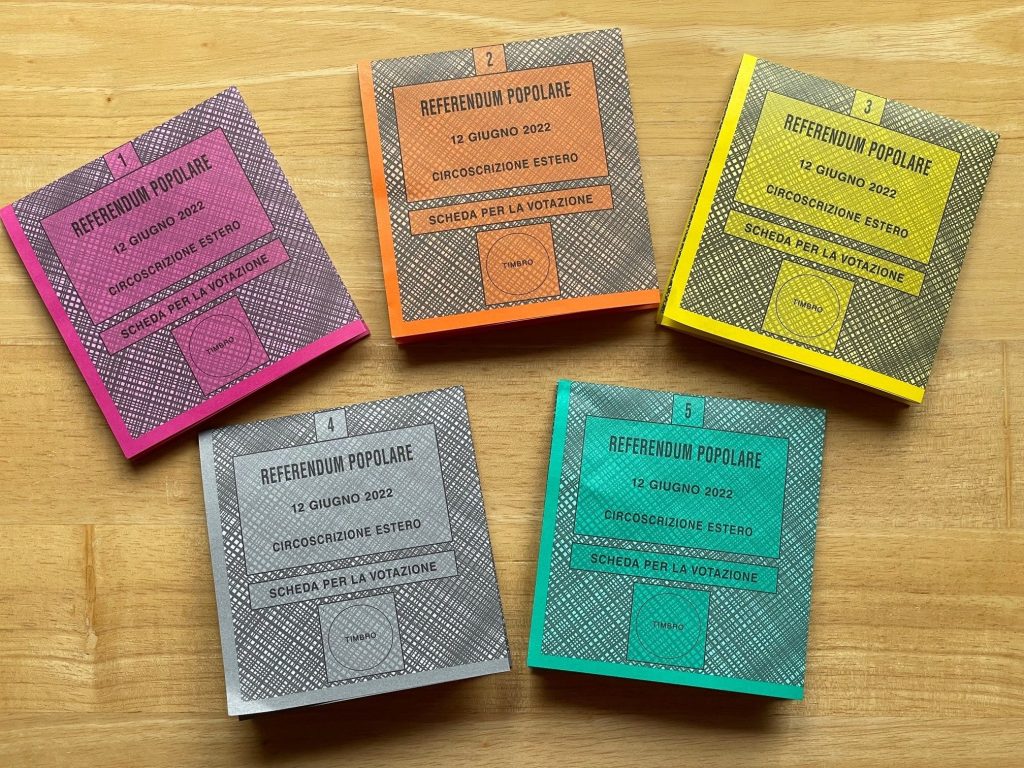 1
REFERENDUM POPOLARE
12 GIUGNO 2022
CIRCOSCRIZIONE ESTERO
SCHEDA PER LA VOTAZIONE
TIMBRO
2
REFERENDUM POPOLARE
12 GIUGNO 2022
CIRCOSCRIZIONE ESTERO
SCHEDA PER LA VOTAZIONE
TIMBRO
3
REFERENDUM POPOLARE
12 GIUGNO 2022
CIRCOSCRIZIONE ESTERO
SCHEDA PER LA VOTAZIONE
TIMBRO
4
REFERENDUM POPOLARE
12 GIUGNO 2022
CIRCOSCRIZIONE ESTERO
SCHEDA PER LA VOTAZIONE
TIMBRO
5
REFERENDUM POPOLARE
12 GIUGNO 2022
CIRCOSCRIZIONE ESTERO
SCHEDA PER LA VOTAZIONE
TIMBRO